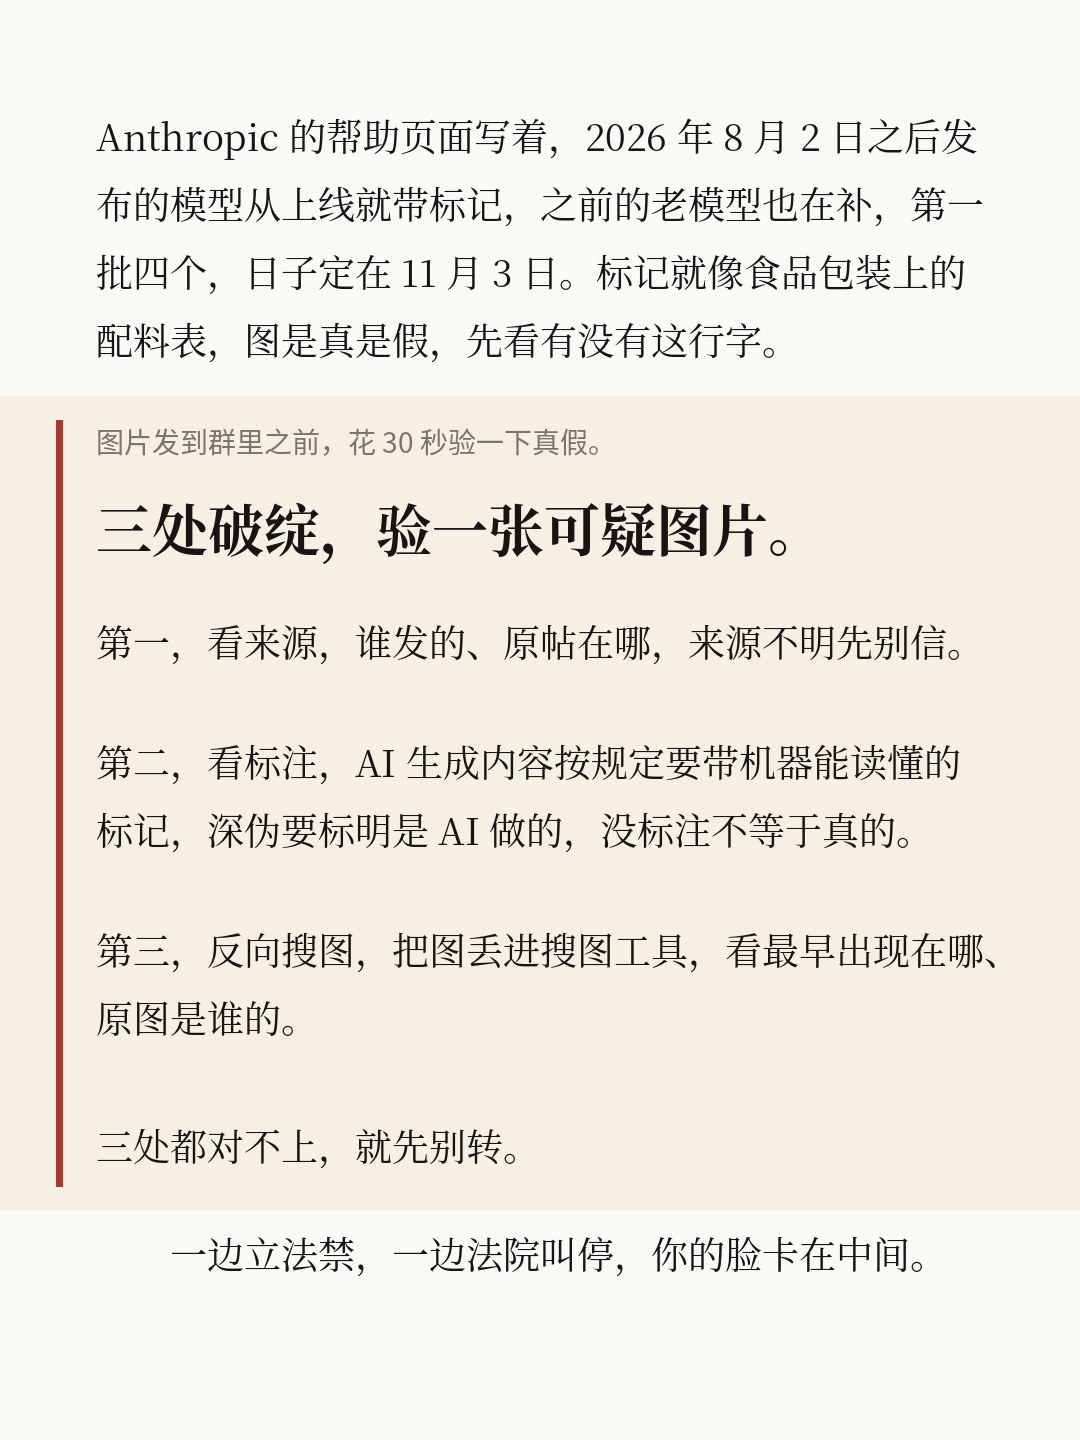 Anthropic 的帮助页面写着，2026 年 8 月 2 日之后发
布的模型从上线就带标记，之前的老模型也在补，第一
批四个，日子定在 11 月 3 日。标记就像食品包装上的
配料表，图是真是假，先看有没有这行字。
图片发到群里之前，花 30 秒验一下真假。
三处破绽，验一张可疑图片。
第一，看来源，谁发的、原帖在哪，来源不明先别信。
第二，看标注，AI 生成内容按规定要带机器能读懂的
标记，深伪要标明是 AI 做的，没标注不等于真的。
第三，反向搜图，把图丢进搜图工具，看最早出现在哪、
原图是谁的。
三处都对不上，就先别转。
一边立法禁，一边法院叫停，你的脸卡在中间。